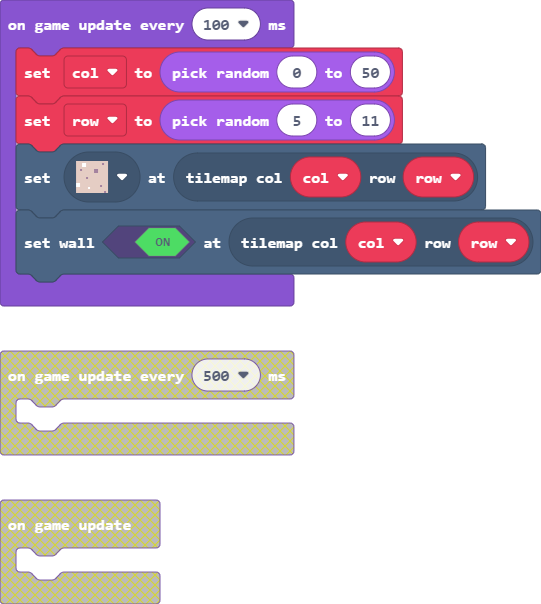 on game update every 100 ms
set col to pick random 0 to 50
set row to pick random 5 to 11
set at tilemap col col row row
set wall ON at tilemap col col row row
on game update every 500 ms
on game update